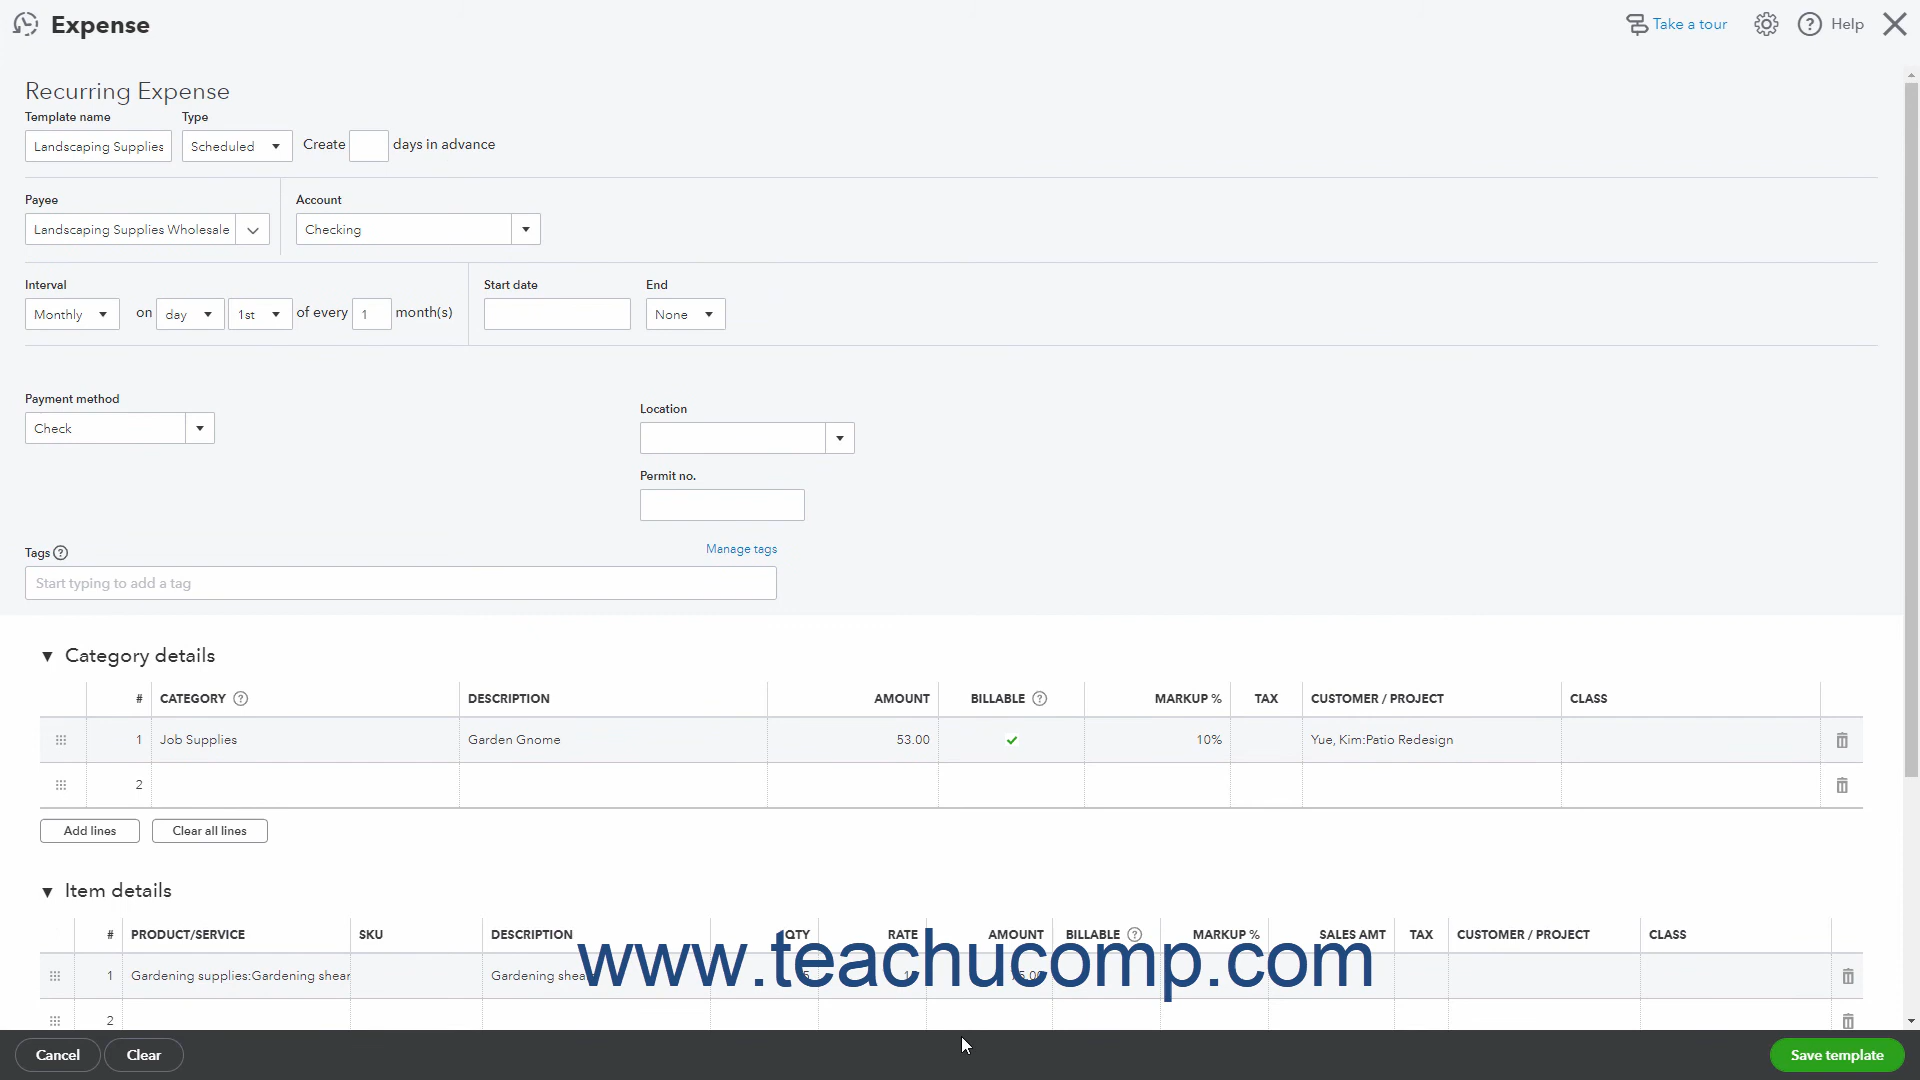 Expense
Take a tour
Help
Recurring Expense
Template name Type
Landscaping Supplies Scheduled Create days in advance
Payee Account
Landscaping Supplies Wholesale Checking
Interval Start date End
Monthly on day 1st of every 1 month(s) None
Payment method
Check
Location
Permit no.
Tags Manage tags
Start typing to add a tag
Category details
# CATEGORY DESCRIPTION AMOUNT BILLABLE MARKUP % TAX CUSTOMER / PROJECT CLASS
1 Job Supplies Garden Gnome 53.00 10% Yue, Kim:Patio Redesign
2
Add lines Clear all lines
Item details
# PRODUCT/SERVICE SKU DESCRIPTION QTY RATE AMOUNT BILLABLE MARKUP % SALES AMT TAX CUSTOMER / PROJECT CLASS
1 Gardening supplies:Gardening shear Gardening
www.teachucomp.com
2
Cancel Clear Save template